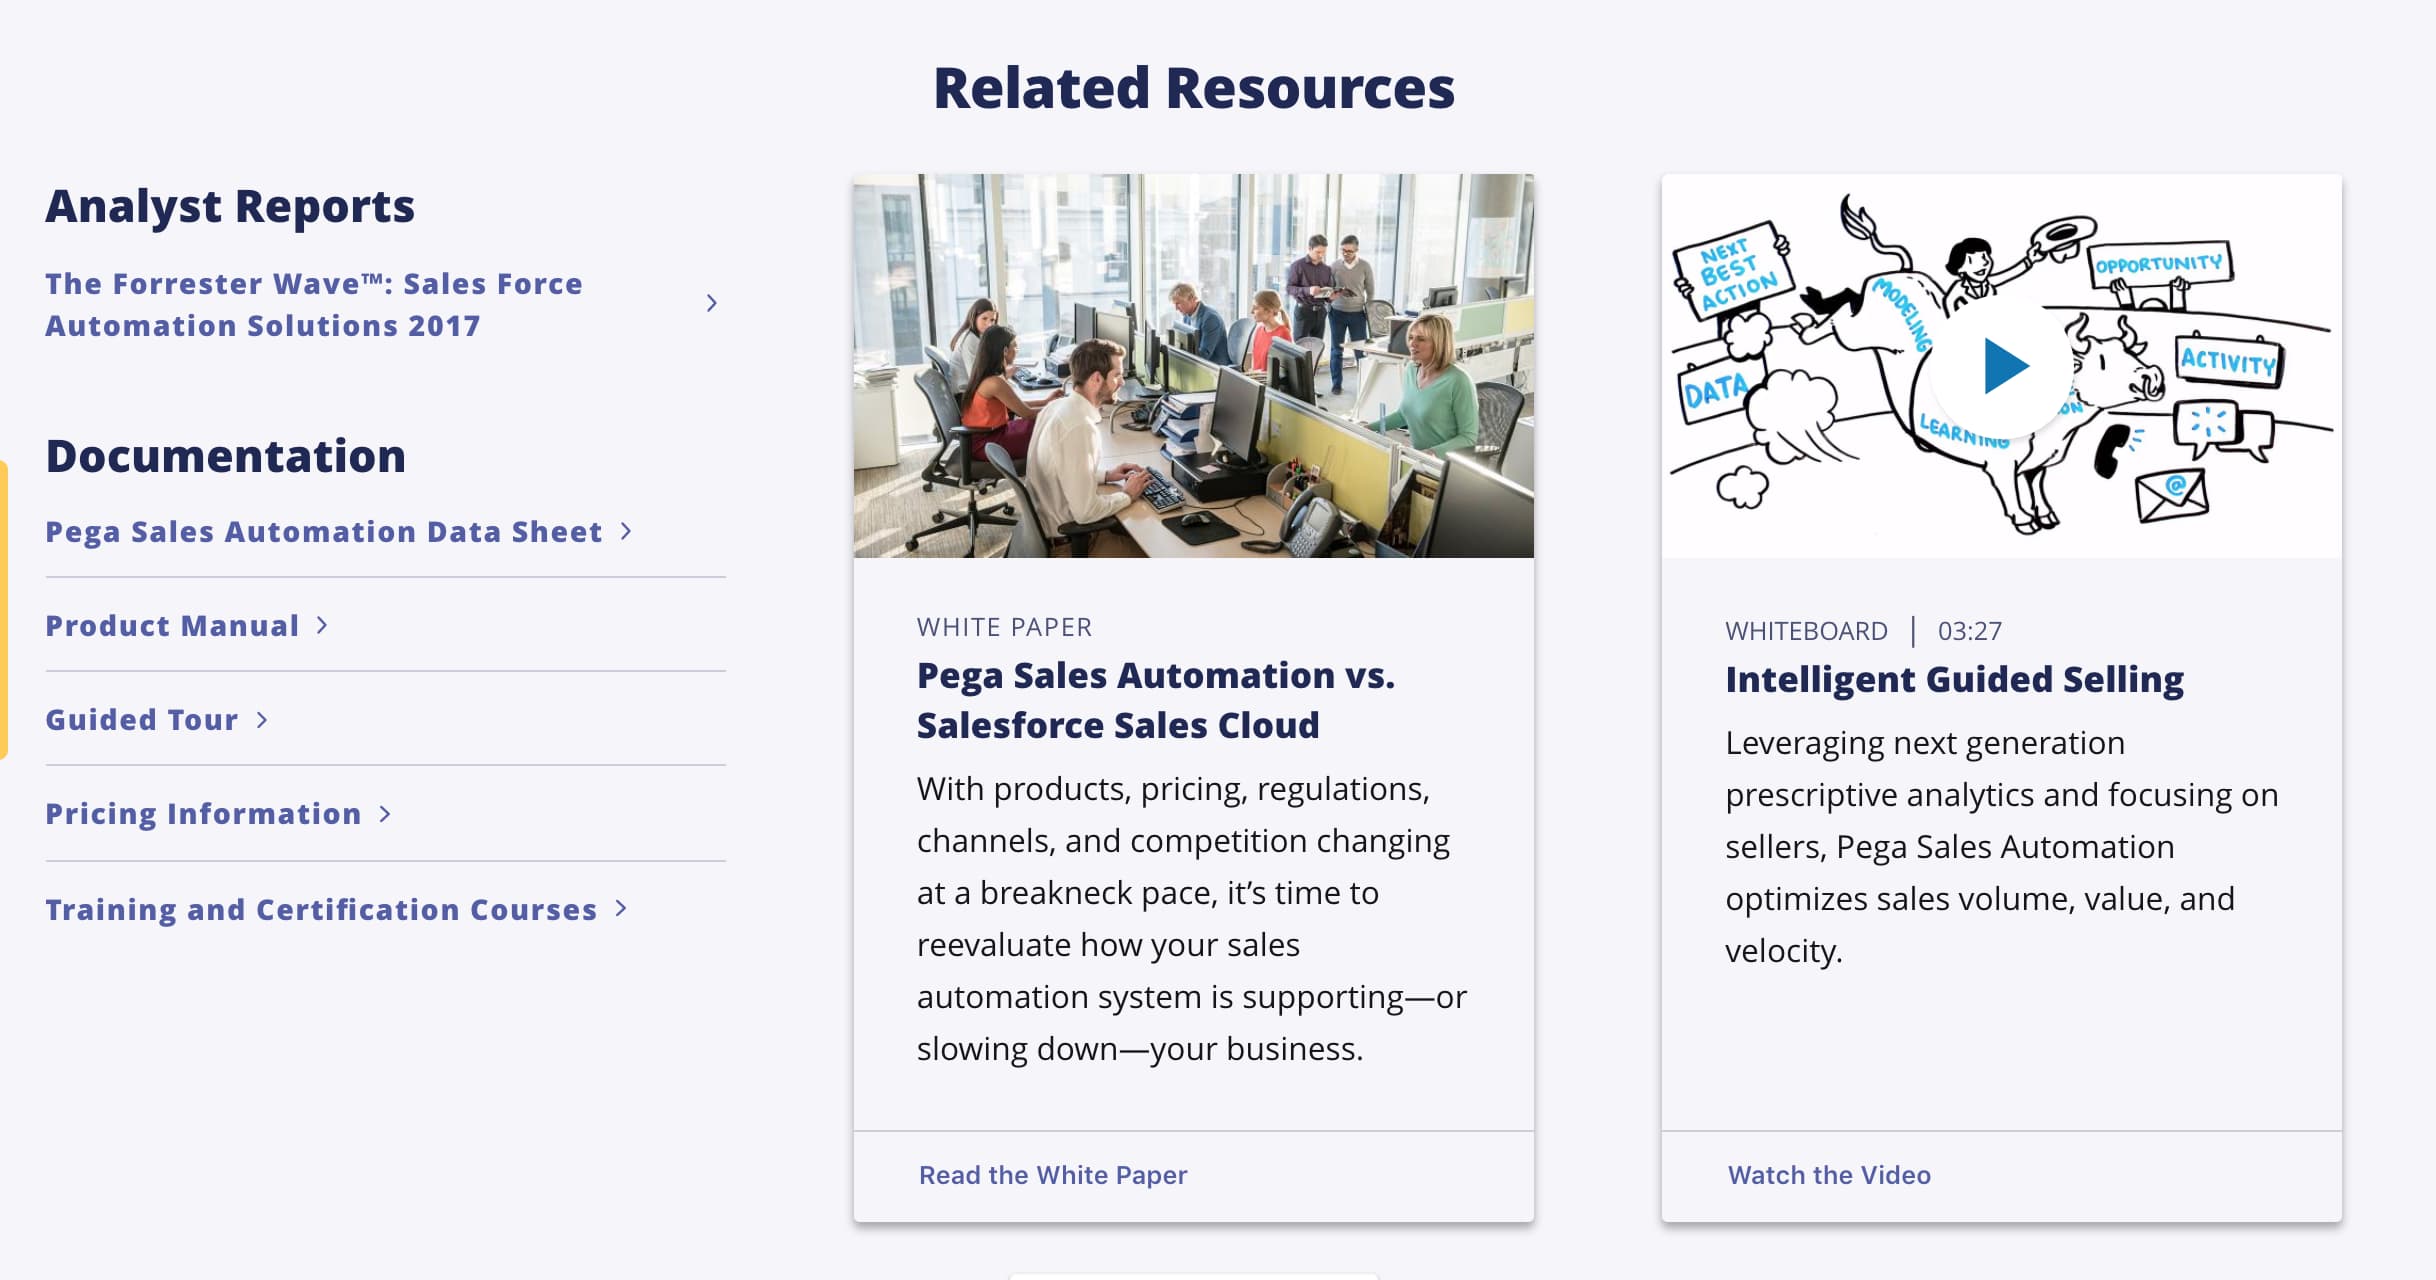 Related Resources
Analyst Reports
The Forrester Wave™: Sales Force
Automation Solutions 2017
Documentation
Pega Sales Automation Data Sheet
Product Manual
Guided Tour
Pricing Information
Training and Certification Courses
WHITE PAPER
Pega Sales Automation vs.
Salesforce Sales Cloud
With products, pricing, regulations,
channels, and competition changing
at a breakneck pace, it’s time to
reevaluate how your sales
automation system is supporting—or
slowing down—your business.
Read the White Paper
NEXT
BEST
ACTION
OPPORTUNITY
MODELING
DATA
ACTIVITY
LEARNING
@
WHITEBOARD | 03:27
Intelligent Guided Selling
Leveraging next generation
prescriptive analytics and focusing on
sellers, Pega Sales Automation
optimizes sales volume, value, and
velocity.
Watch the Video